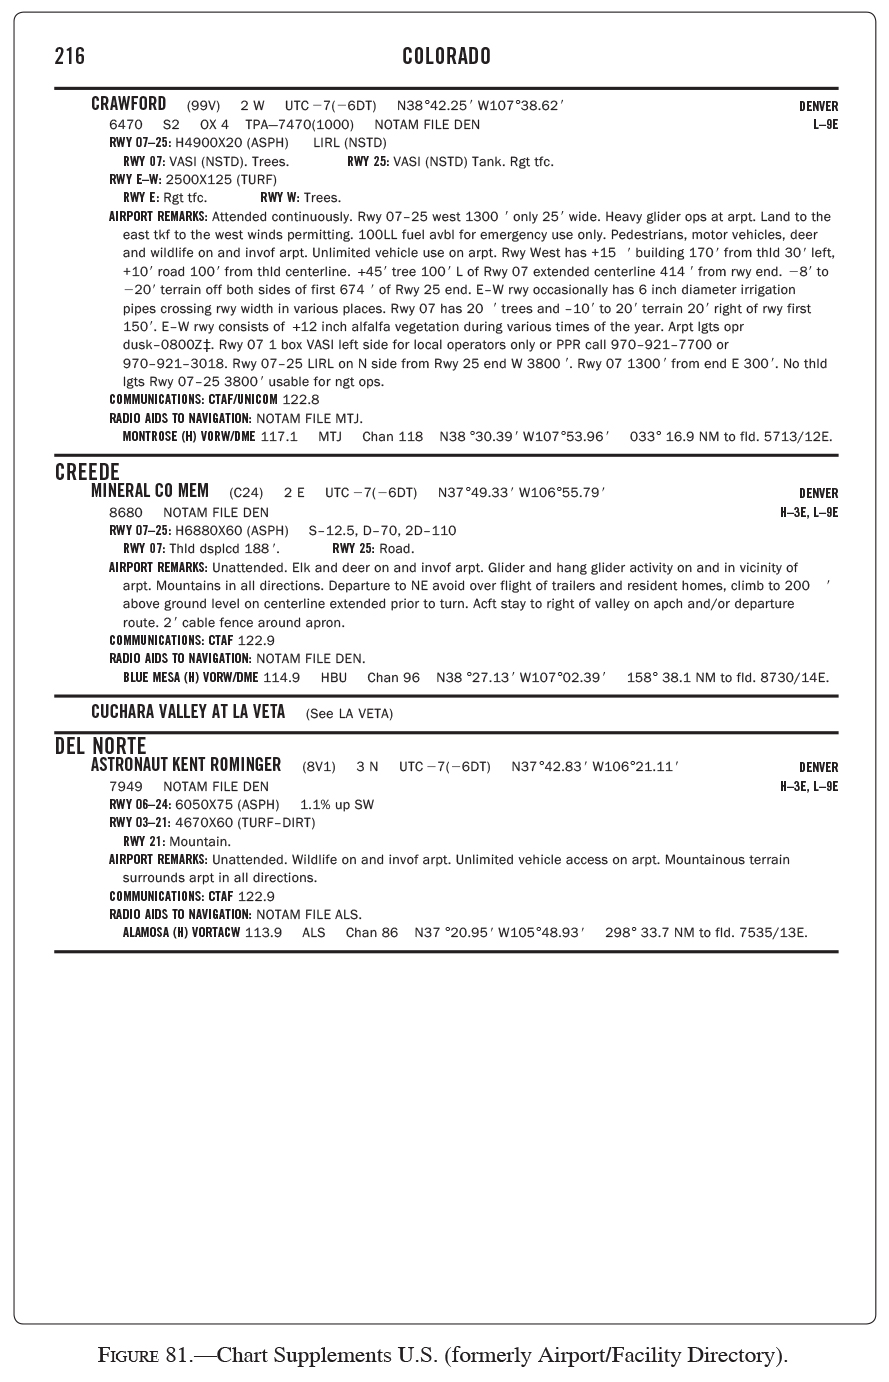 216 COLORADO
CRAWFORD (99V) 2 W UTC −7(−6DT) N38°42.25′ W107°38.62′ DENVER
6470 S2 OX 4 TPA—7470(1000) NOTAM FILE DEN L–9E
RWY 07–25: H4900X20 (ASPH) LIRL (NSTD)
RWY 07: VASI (NSTD). Trees. RWY 25: VASI (NSTD) Tank. Rgt tfc.
RWY E–W: 2500X125 (TURF)
RWY E: Rgt tfc. RWY W: Trees.
AIRPORT REMARKS: Attended continuously. Rwy 07–25 west 1300 ′ only 25′ wide. Heavy glider ops at arpt. Land to the
east tkf to the west winds permitting. 100LL fuel avbl for emergency use only. Pedestrians, motor vehicles, deer
and wildlife on and invof arpt. Unlimited vehicle use on arpt. Rwy West has +15 ′ building 170′ from thld 30′ left,
+10′ road 100′ from thld centerline. +45′ tree 100′ L of Rwy 07 extended centerline 414 ′ from rwy end. −8′ to
−20′ terrain off both sides of first 674 ′ of Rwy 25 end. E–W rwy occasionally has 6 inch diameter irrigation
pipes crossing rwy width in various places. Rwy 07 has 20 ′ trees and –10′ to 20′ terrain 20′ right of rwy first
150′. E–W rwy consists of +12 inch alfalfa vegetation during various times of the year. Arpt lgts opr
dusk–0800Z‡. Rwy 07 1 box VASI left side for local operators only or PPR call 970–921–7700 or
970–921–3018. Rwy 07–25 LIRL on N side from Rwy 25 end W 3800 ′. Rwy 07 1300′ from end E 300′. No thld
lgts Rwy 07–25 3800′ usable for ngt ops.
COMMUNICATIONS: CTAF/UNICOM 122.8
RADIO AIDS TO NAVIGATION: NOTAM FILE MTJ.
MONTROSE (H) VORW/DME 117.1 MTJ Chan 118 N38°30.39′ W107°53.96′ 033° 16.9 NM to fld. 5713/12E.
CREEDE
MINERAL CO MEM (C24) 2 E UTC −7(−6DT) N37°49.33′ W106°55.79′ DENVER
8680 NOTAM FILE DEN H–3E, L–9E
RWY 07–25: H6880X60 (ASPH) S–12.5, D–70, 2D–110
RWY 07: Thld dsplcd 188′. RWY 25: Road.
AIRPORT REMARKS: Unattended. Elk and deer on and invof arpt. Glider and hang glider activity on and in vicinity of
arpt. Mountains in all directions. Departure to NE avoid over flight of trailers and resident homes, climb to 200 ′
above ground level on centerline extended prior to turn. Acft stay to right of valley on apch and/or departure
route. 2′ cable fence around apron.
COMMUNICATIONS: CTAF 122.9
RADIO AIDS TO NAVIGATION: NOTAM FILE DEN.
BLUE MESA (H) VORW/DME 114.9 HBU Chan 96 N38°27.13′ W107°02.39′ 158° 38.1 NM to fld. 8730/14E.
CUCHARA VALLEY AT LA VETA (See LA VETA)
DEL NORTE
ASTRONAUT KENT ROMINGER (8V1) 3 N UTC −7(−6DT) N37°42.83′ W106°21.11′ DENVER
7949 NOTAM FILE DEN H–3E, L–9E
RWY 06–24: 6050X75 (ASPH) 1.1% up SW
RWY 03–21: 4670X60 (TURF–DIRT)
RWY 21: Mountain.
AIRPORT REMARKS: Unattended. Wildlife on and invof arpt. Unlimited vehicle access on arpt. Mountainous terrain
surrounds arpt in all directions.
COMMUNICATIONS: CTAF 122.9
RADIO AIDS TO NAVIGATION: NOTAM FILE ALS.
ALAMOSA (H) VORTACW 113.9 ALS Chan 86 N37°20.95′ W105°48.93′ 298° 33.7 NM to fld. 7535/13E.
FIGURE 81.—Chart Supplements U.S. (formerly Airport/Facility Directory).